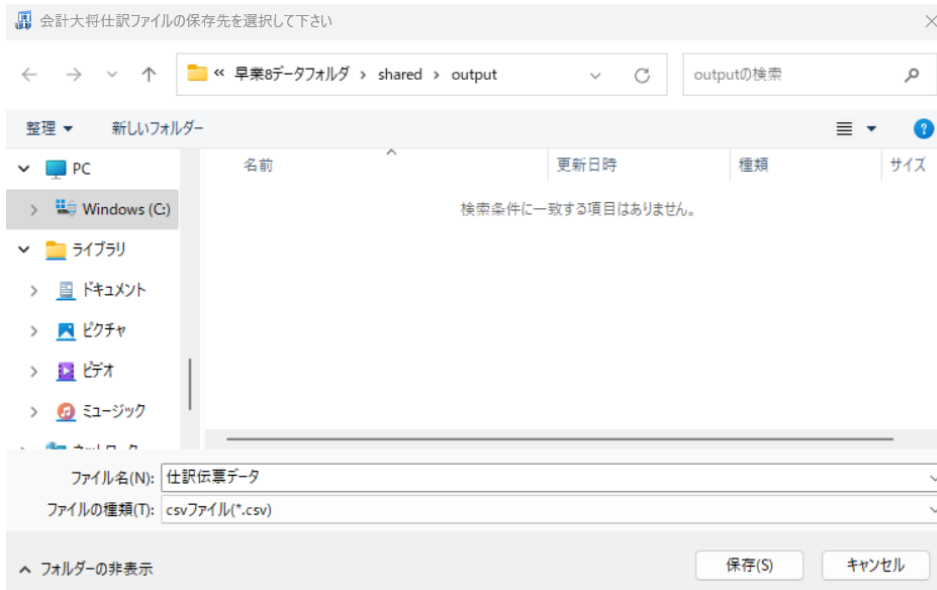 会計大将仕訳ファイルの保存先を選択して下さい
« 早業8データフォルダ › shared › output
outputの検索
整理 新しいフォルダー
名前 更新日時 種類 サイズ
PC
Windows (C:)
ライブラリ
ドキュメント
ピクチャ
ビデオ
ミュージック
検索条件に一致する項目はありません。
ファイル名(N): 仕訳伝票データ
ファイルの種類(T): csvファイル(*.csv)
フォルダーの非表示
保存(S) キャンセル